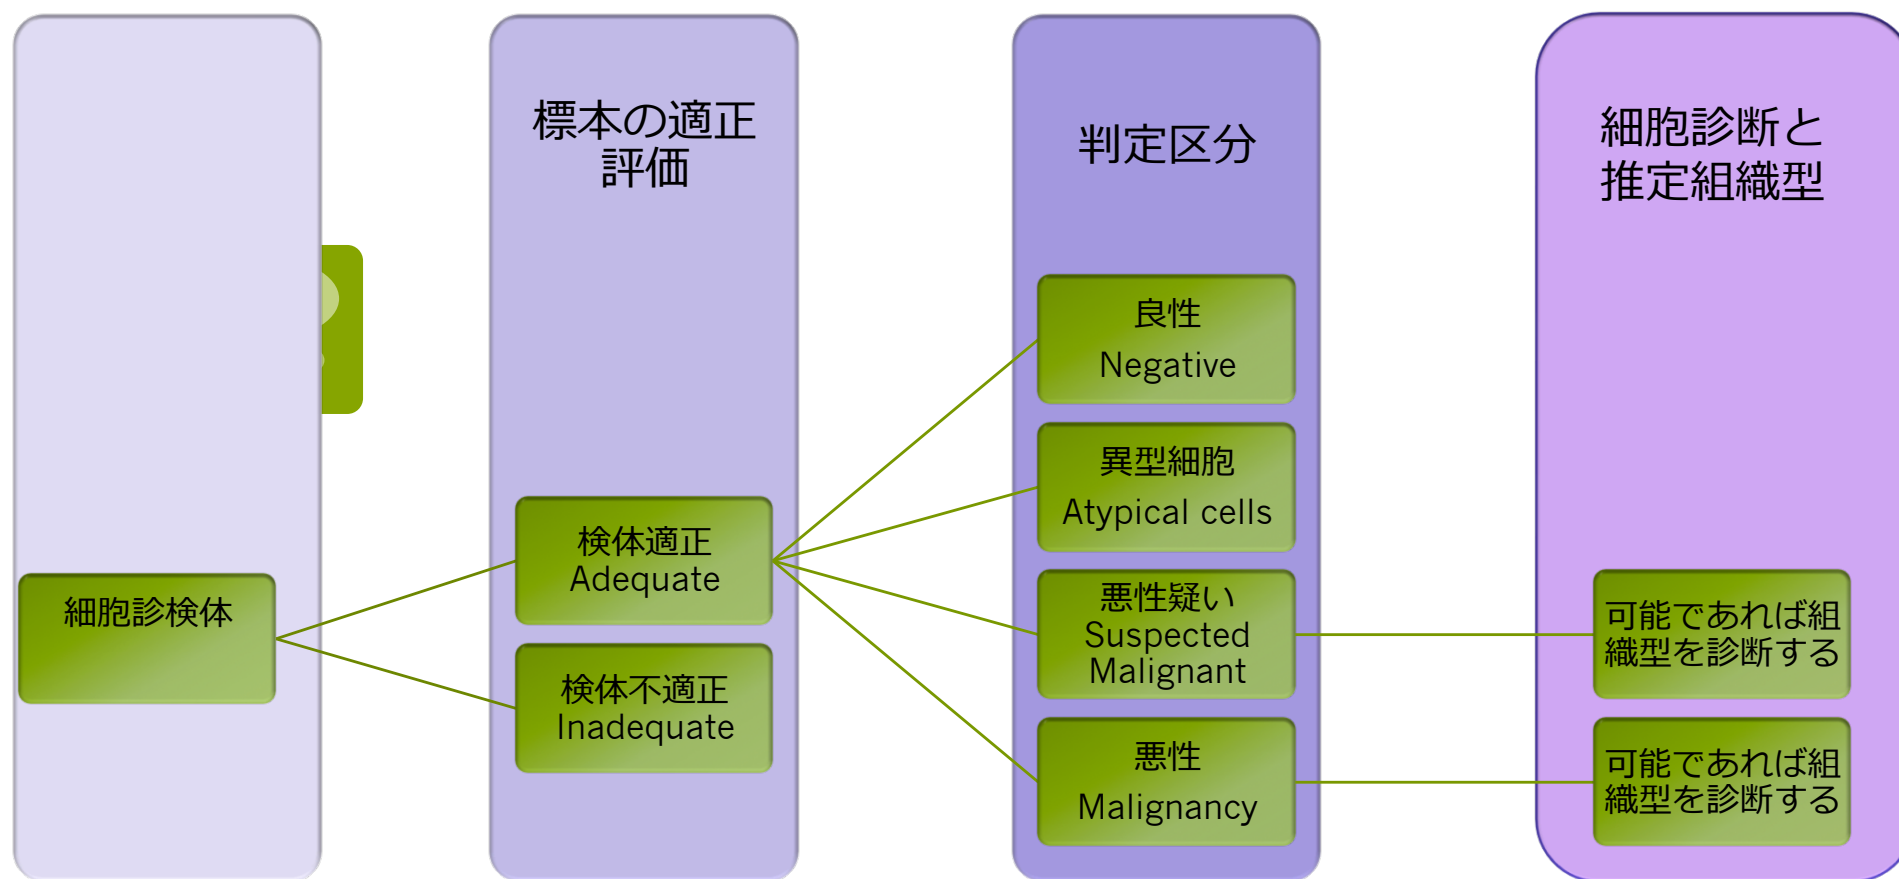 標本の適正
評価
判定区分
細胞診断と
推定組織型
細胞診検体
検体適正
Adequate
検体不適正
Inadequate
良性
Negative
異型細胞
Atypical cells
悪性疑い
Suspected
Malignant
悪性
Malignancy
可能であれば組
織型を診断する
可能であれば組
織型を診断する